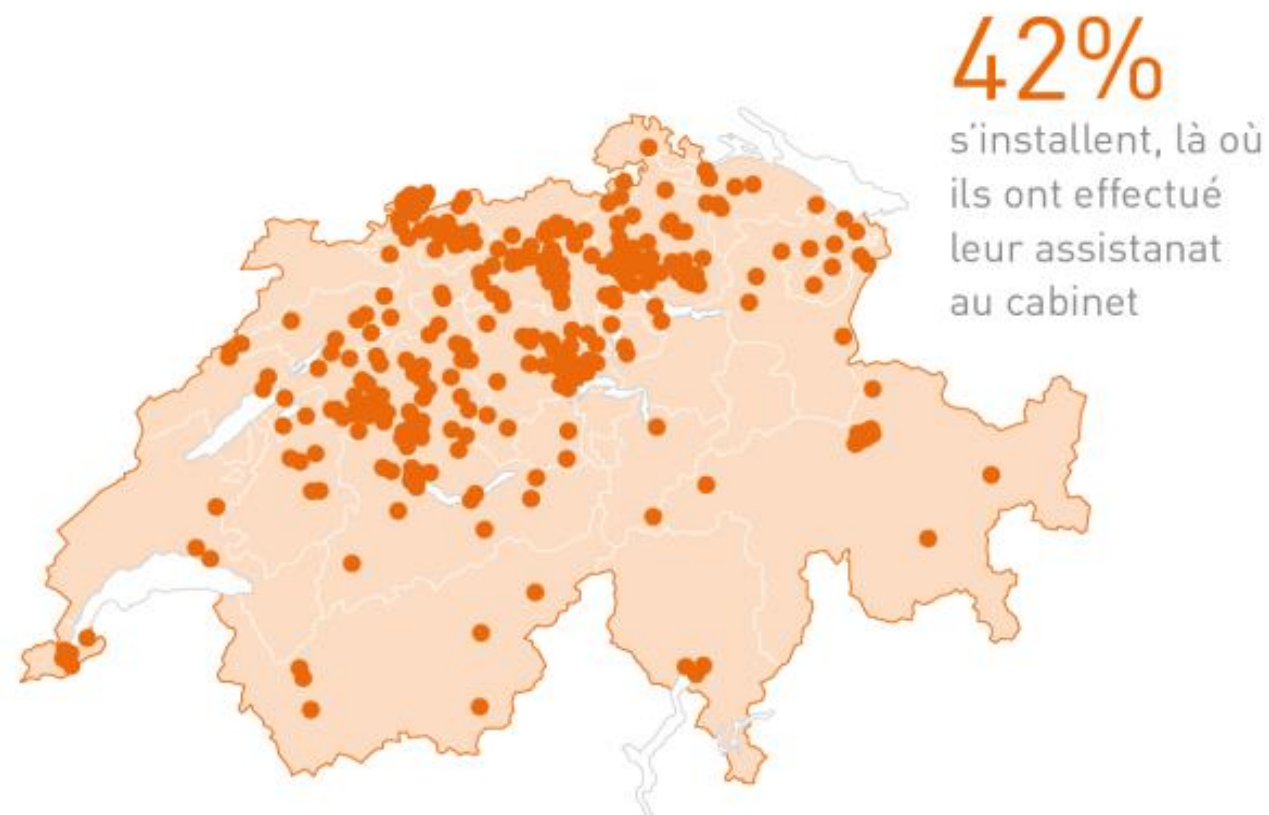 42%
s'installent, là où
ils ont effectué
leur assistanat
au cabinet